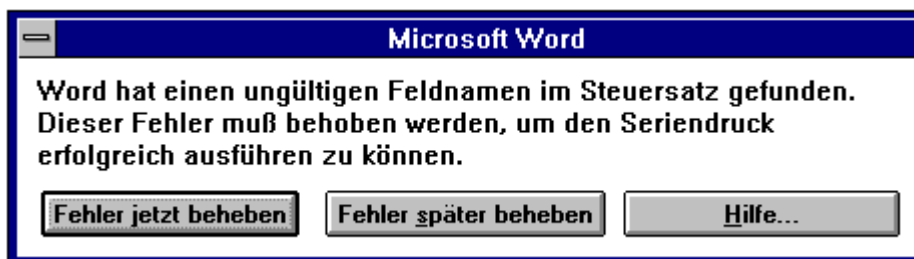 Microsoft Word
Word hat einen ungültigen Feldnamen im Steuersatz gefunden.
Dieser Fehler muß behoben werden, um den Seriendruck
erfolgreich ausführen zu können.
Fehler jetzt beheben Fehler später beheben Hilfe...